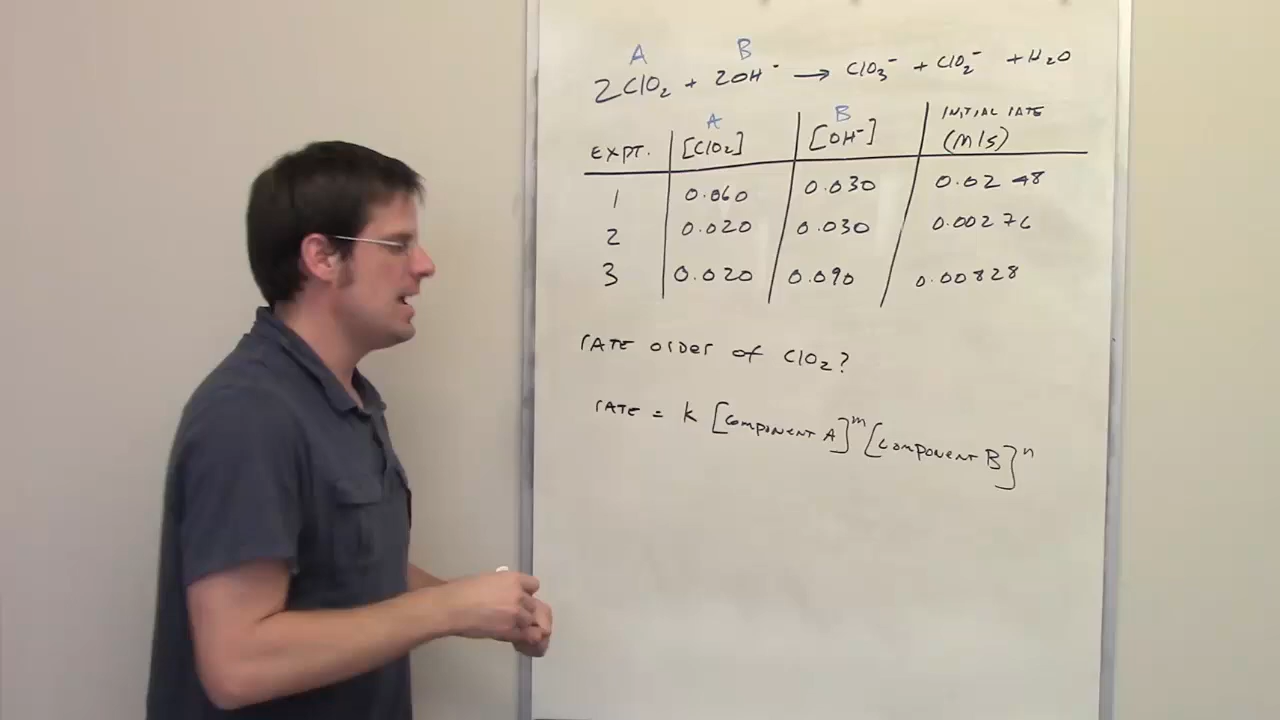 A B
2ClO₂ + 2OH⁻ → ClO₃⁻ + ClO₂⁻ + H₂O
A B INITIAL RATE
EXPT. [ClO₂] [OH⁻] (M/s)
1 0.060 0.030 0.0248
2 0.020 0.030 0.00276
3 0.020 0.090 0.00828
RATE ORDER OF ClO₂?
RATE = k [COMPONENT A]ᵐ [COMPONENT B]ⁿ